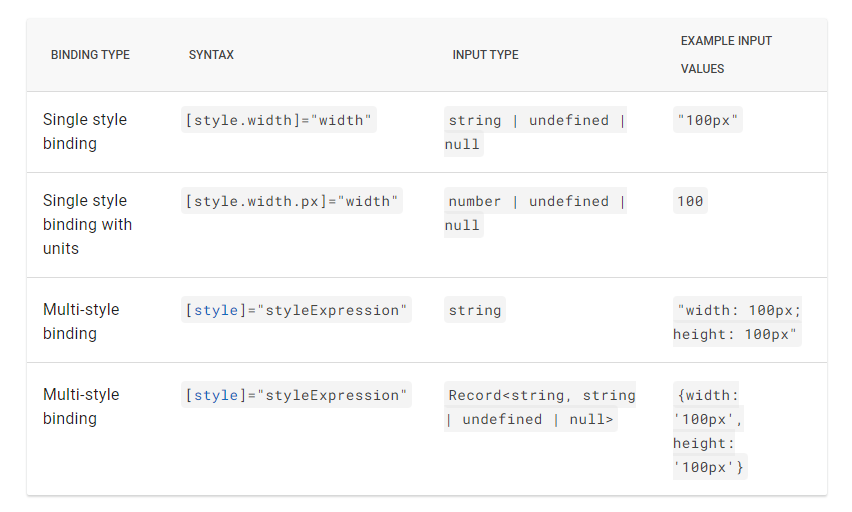 BINDING TYPE SYNTAX INPUT TYPE EXAMPLE INPUT
VALUES
Single style [style.width]="width" string | undefined | "100px"
binding null
Single style [style.width.px]="width" number | undefined | 100
binding with null
units
Multi-style [style]="styleExpression" string "width: 100px;
binding height: 100px"
Multi-style [style]="styleExpression" Record<string, string {width:
binding | undefined | null> '100px',
height:
'100px'}